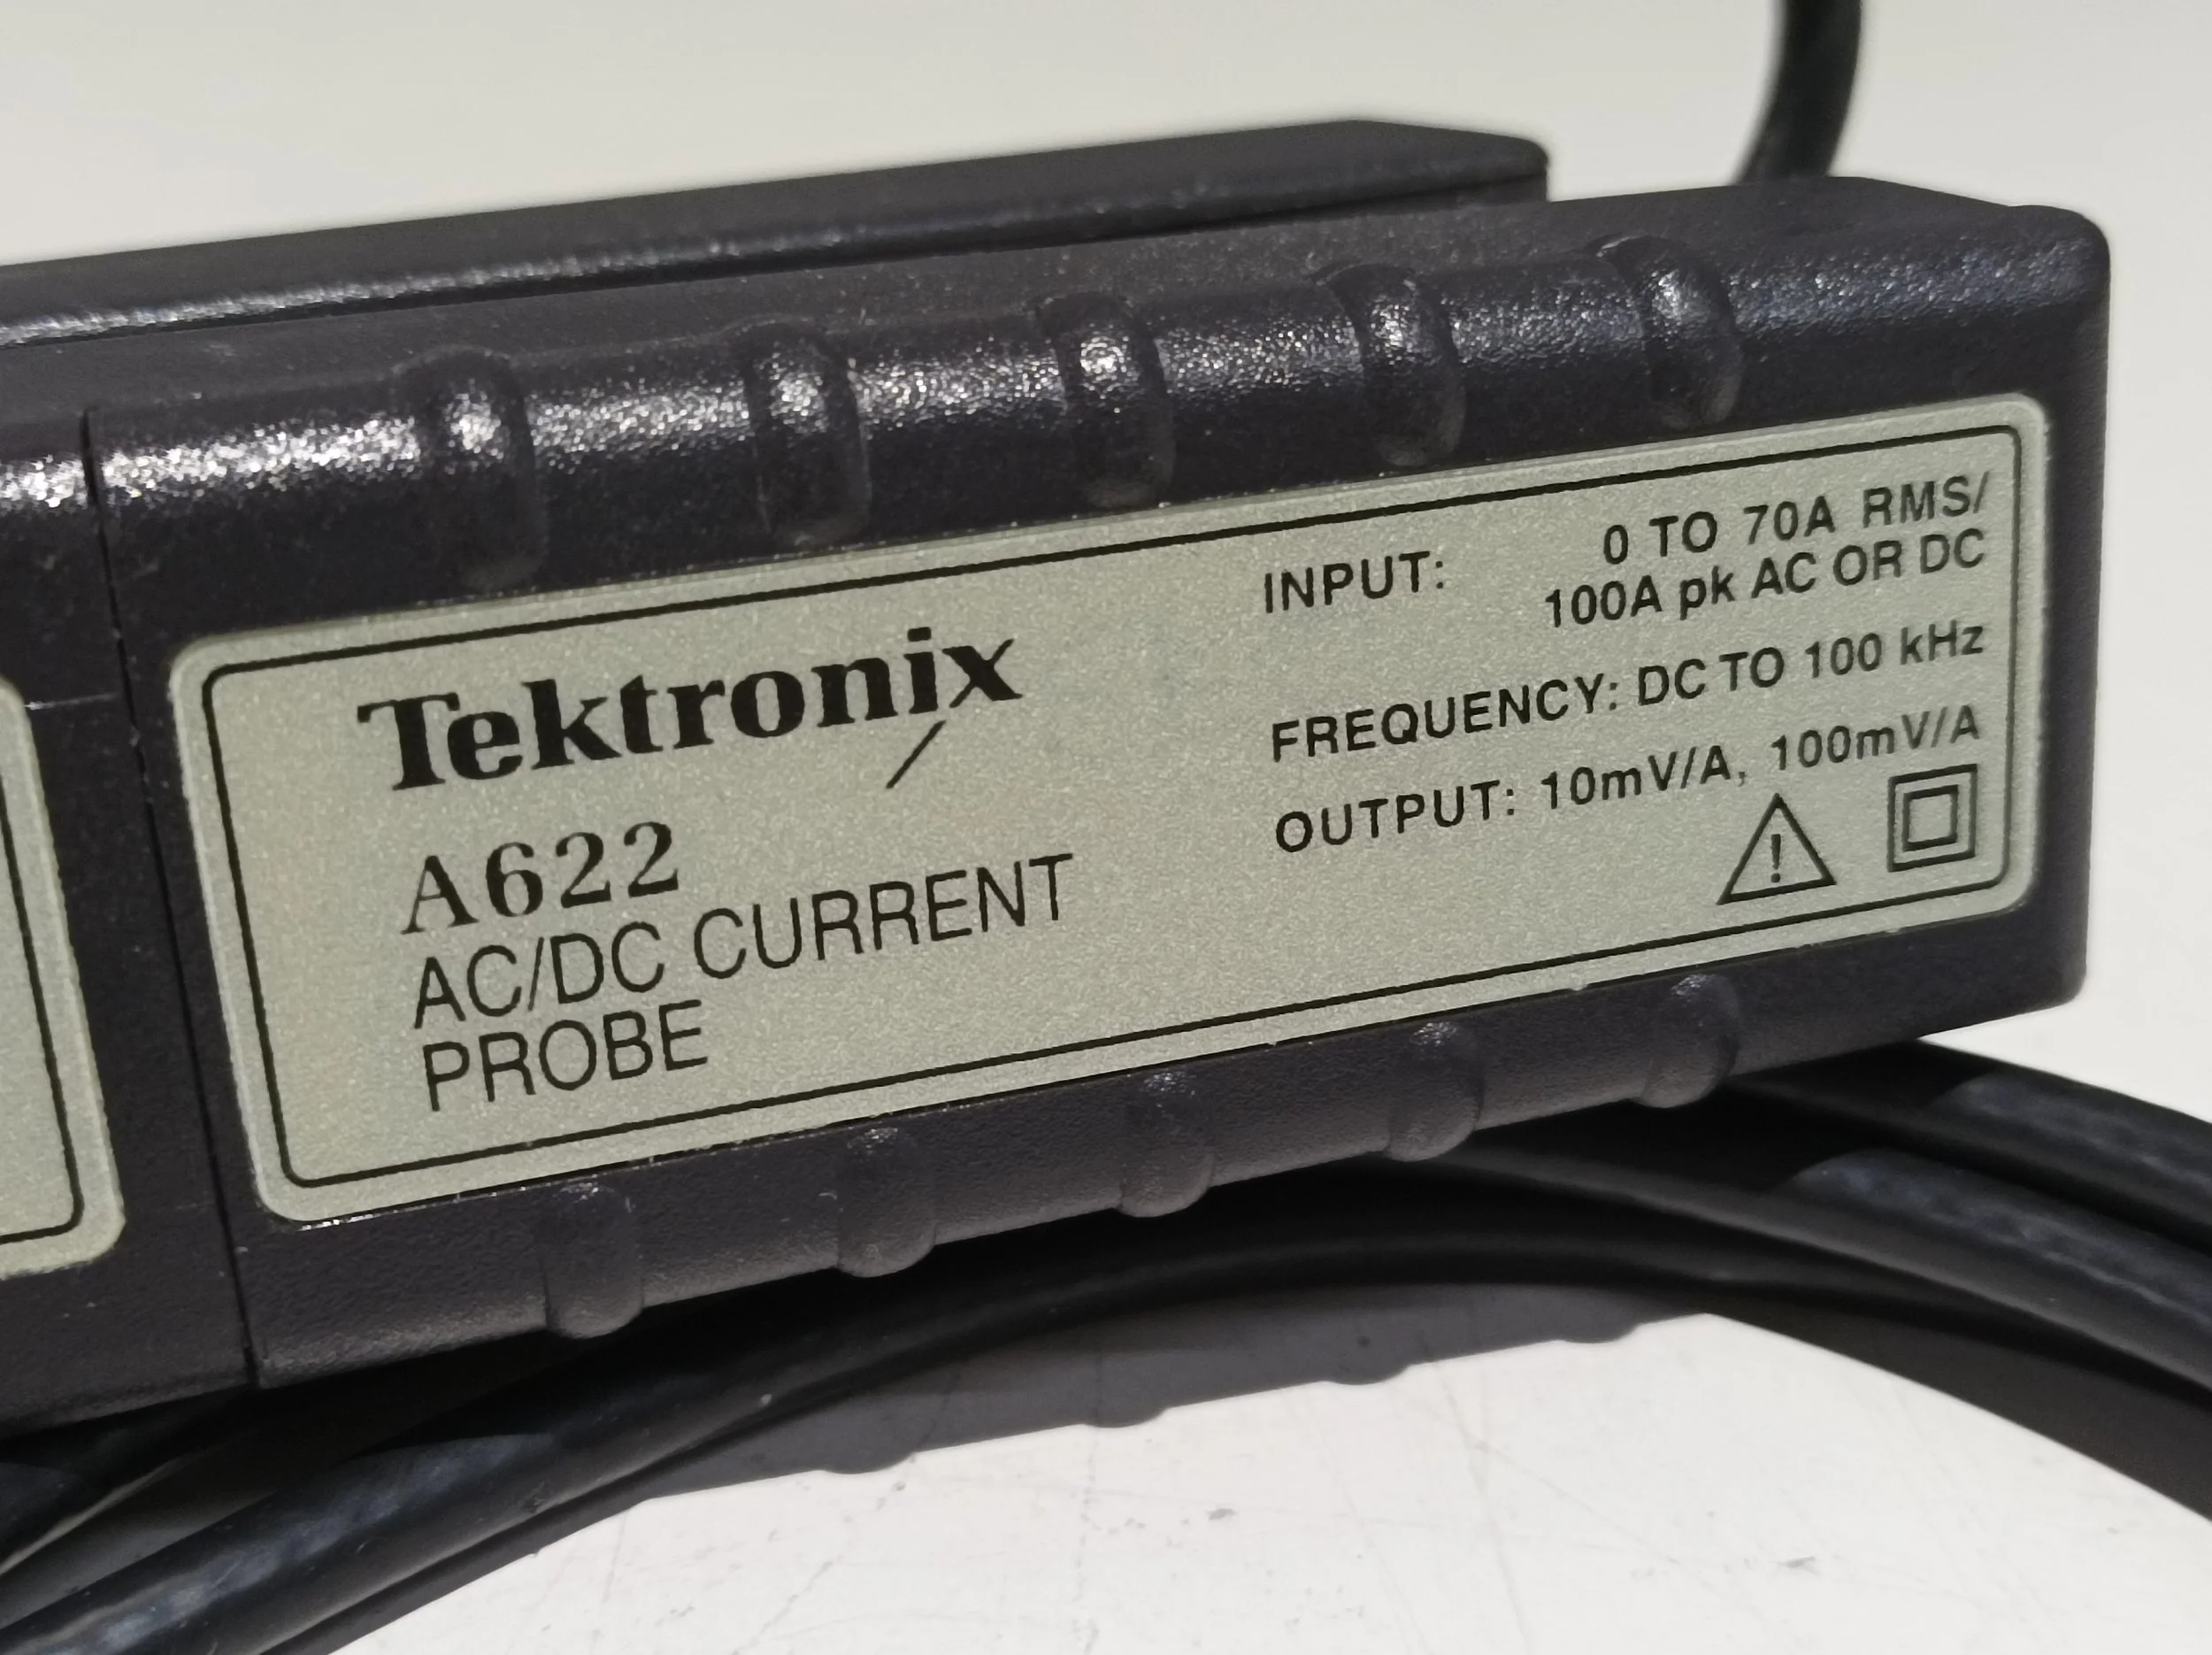 Tektronix
A622
AC/DC CURRENT
PROBE
INPUT: 0 TO 70A RMS/
100A pk AC OR DC
FREQUENCY: DC TO 100 kHz
OUTPUT: 10mV/A, 100mV/A
!